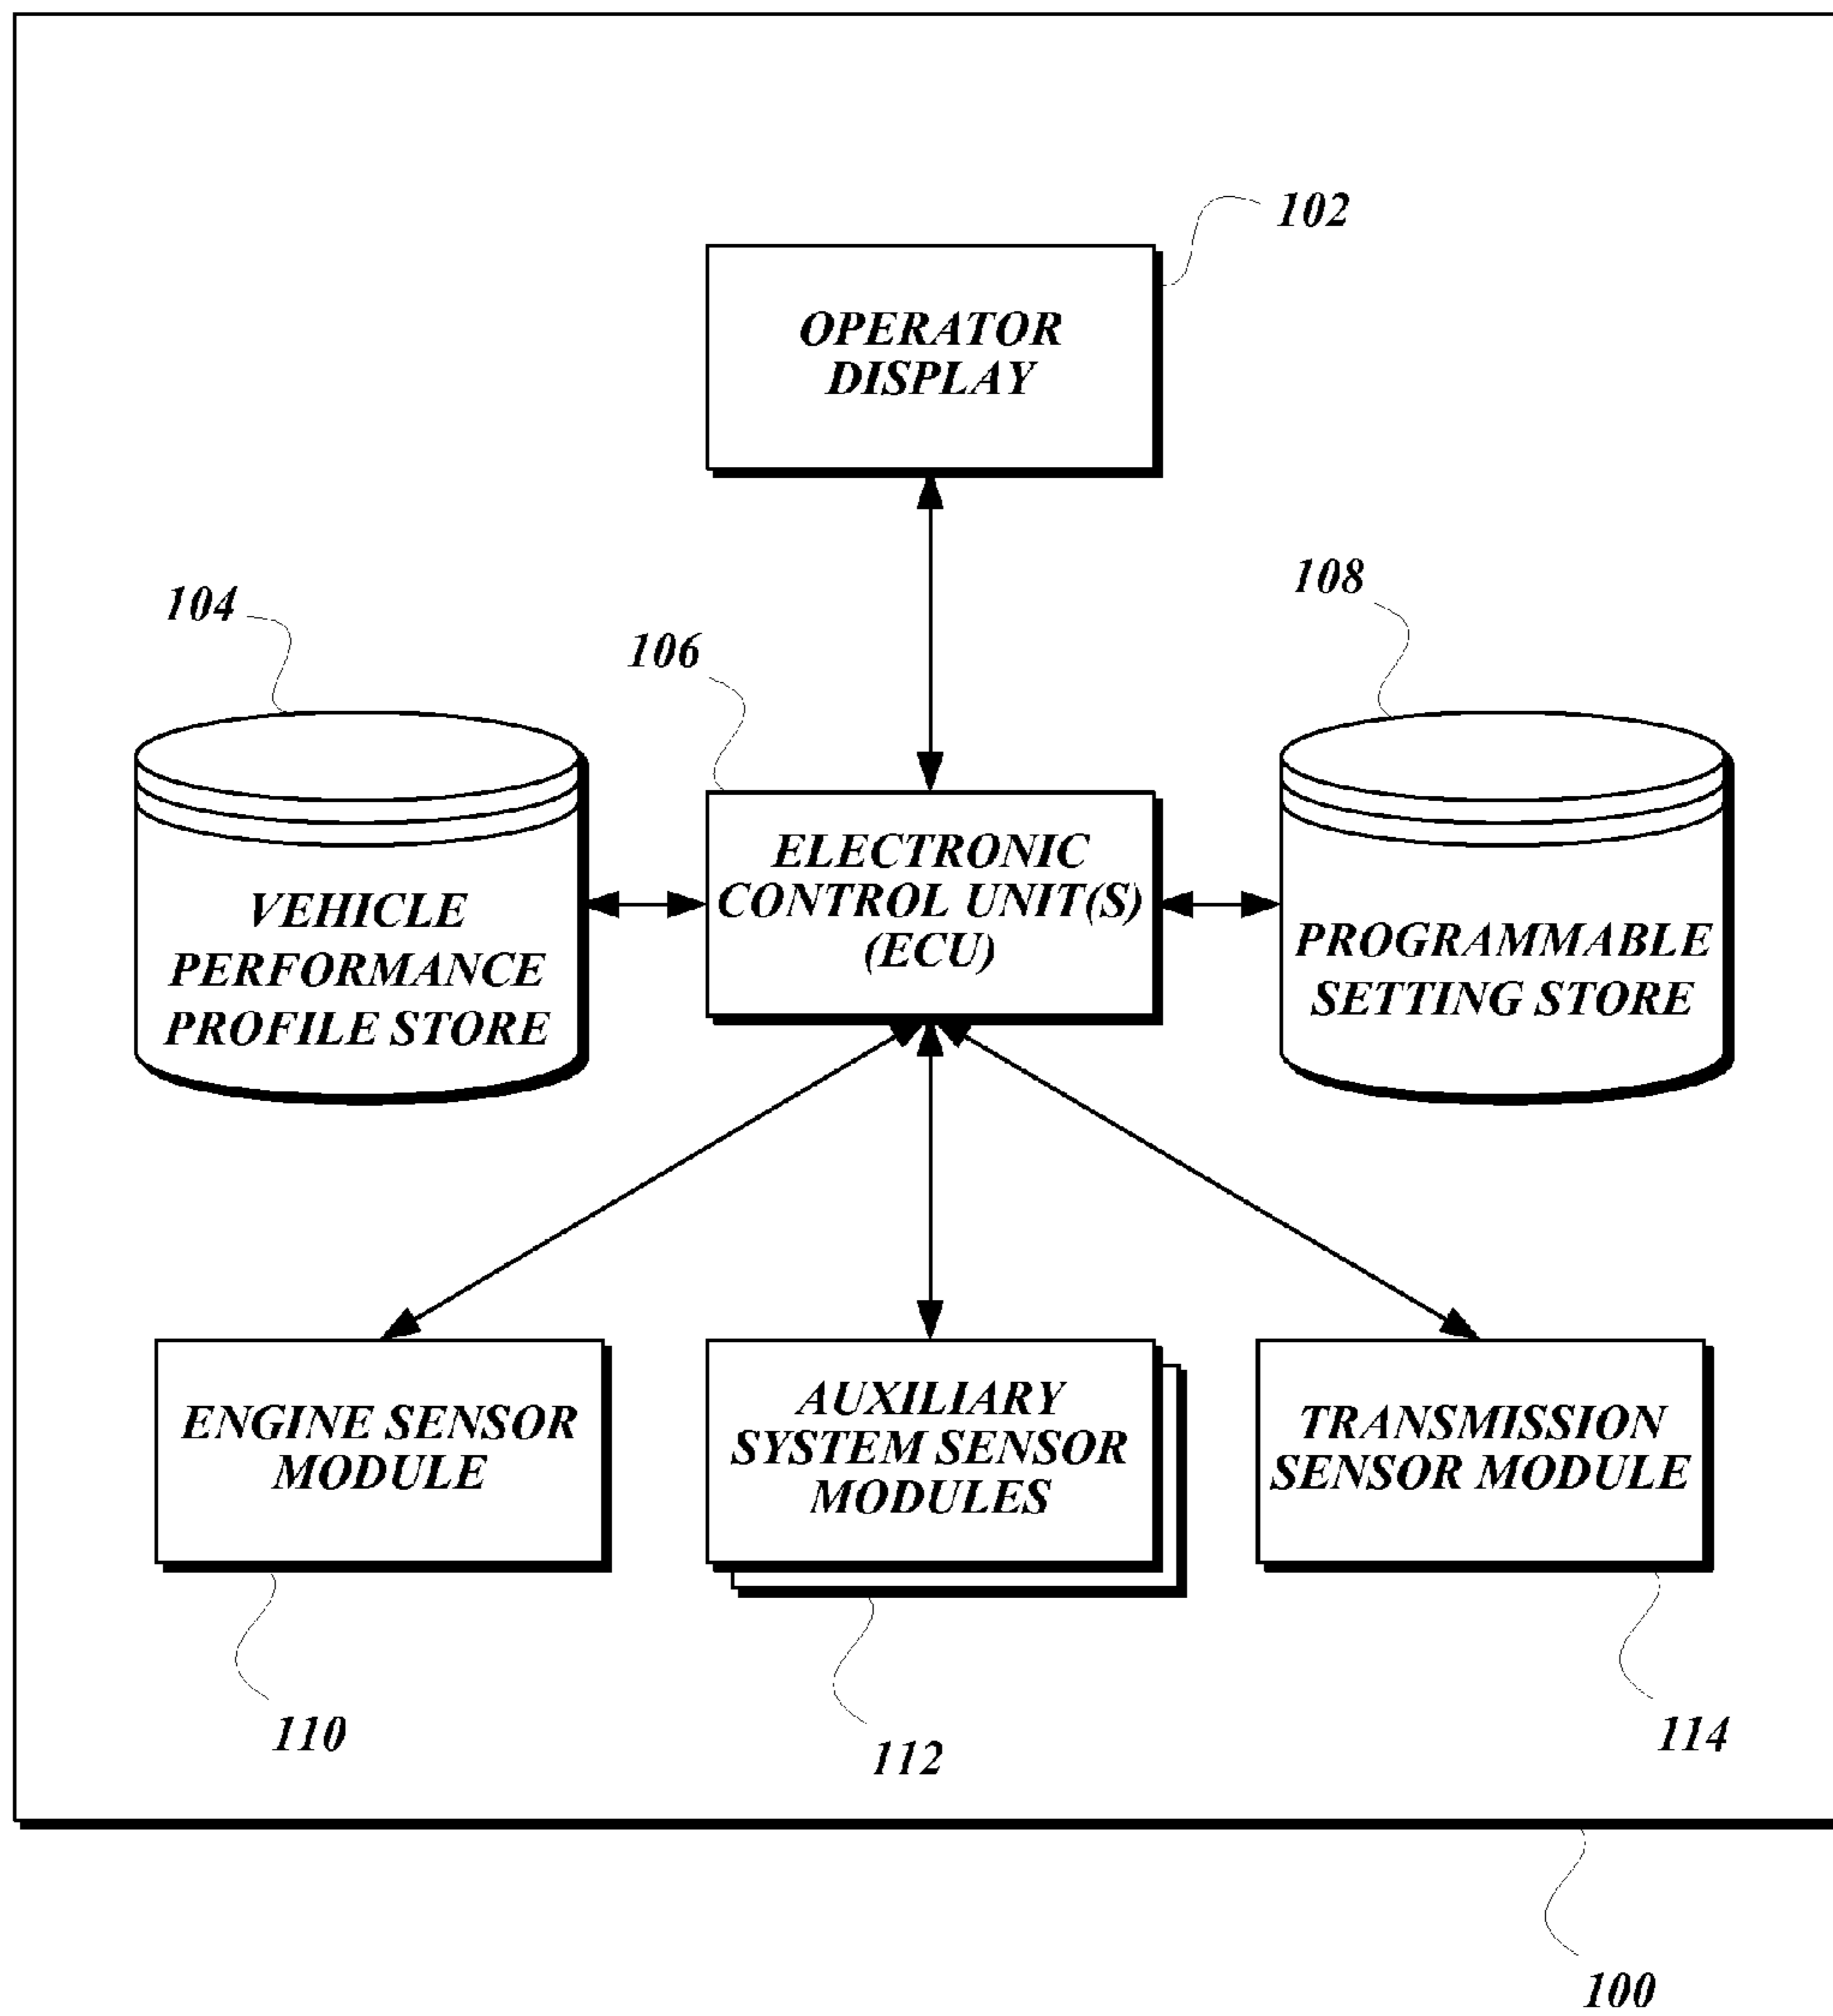 102
OPERATOR
DISPLAY
104
106
108
VEHICLE
PERFORMANCE
PROFILE STORE
ELECTRONIC
CONTROL UNIT(S)
(ECU)
PROGRAMMABLE
SETTING STORE
ENGINE SENSOR
MODULE
AUXILIARY
SYSTEM SENSOR
MODULES
TRANSMISSION
SENSOR MODULE
110
112
114
100